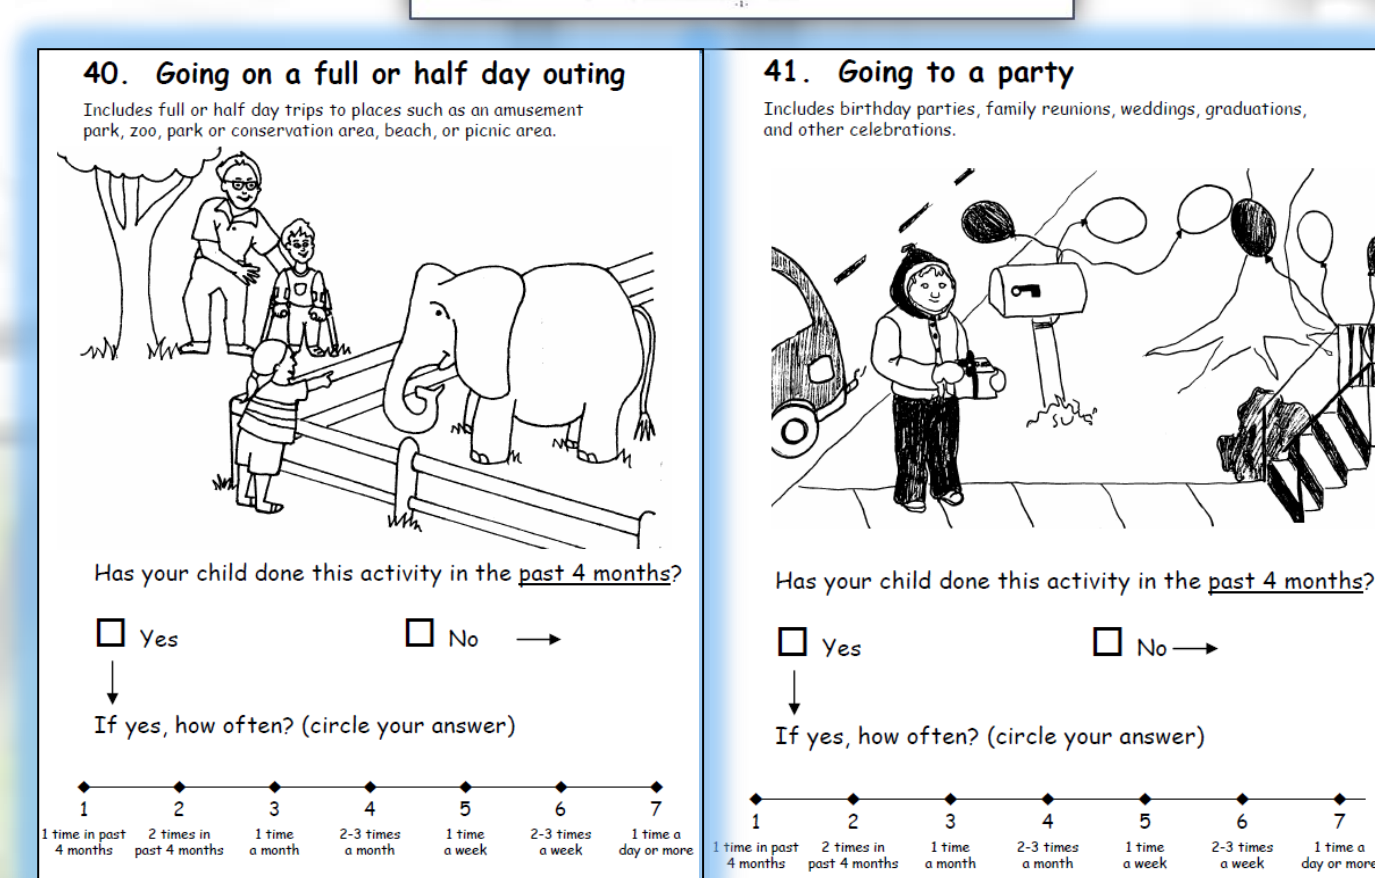 -1-
40. Going on a full or half day outing
Includes full or half day trips to places such as an amusement
park, zoo, park or conservation area, beach, or picnic area.
Has your child done this activity in the past 4 months?
Yes
No
If yes, how often? (circle your answer)
1 2 3 4 5 6 7
1 time in past 2 times in 1 time 2-3 times 1 time 2-3 times 1 time a
4 months past 4 months a month a month a week a week day or more
41. Going to a party
Includes birthday parties, family reunions, weddings, graduations,
and other celebrations.
Has your child done this activity in the past 4 months?
Yes
No
If yes, how often? (circle your answer)
1 2 3 4 5 6 7
1 time in past 2 times in 1 time 2-3 times 1 time 2-3 times 1 time a
4 months past 4 months a month a month a week a week day or more